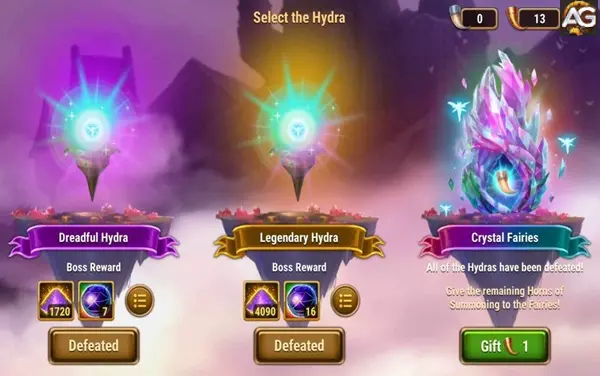 Select the Hydra
0
13
AG
Dreadful Hydra
Legendary Hydra
Crystal Fairies
Boss Reward
1720
7
Boss Reward
4090
16
All of the Hydras have been defeated!
Give the remaining Horns of
Summoning to the Fairies!
Defeated
Defeated
Gift 1